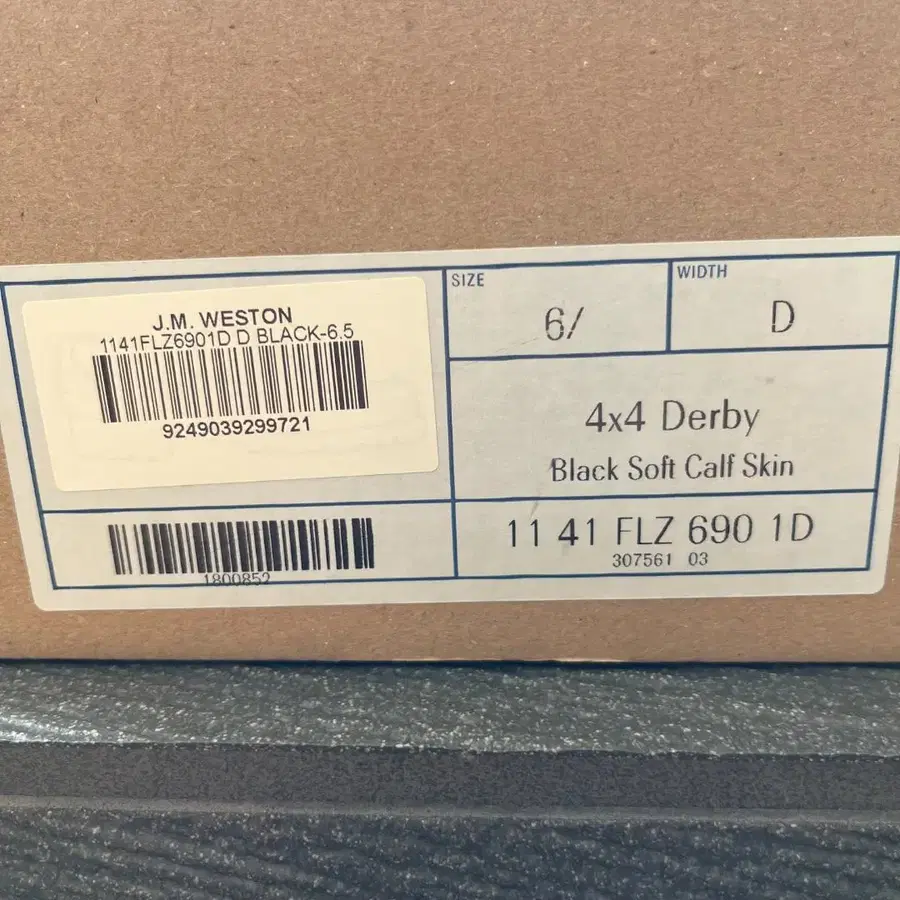 J.M. WESTON
1141FLZ6901D D BLACK-6.5
9249039299721
1800852
SIZE
6/
WIDTH
D
4x4 Derby
Black Soft Calf Skin
11 41 FLZ 690 1D
307561 03